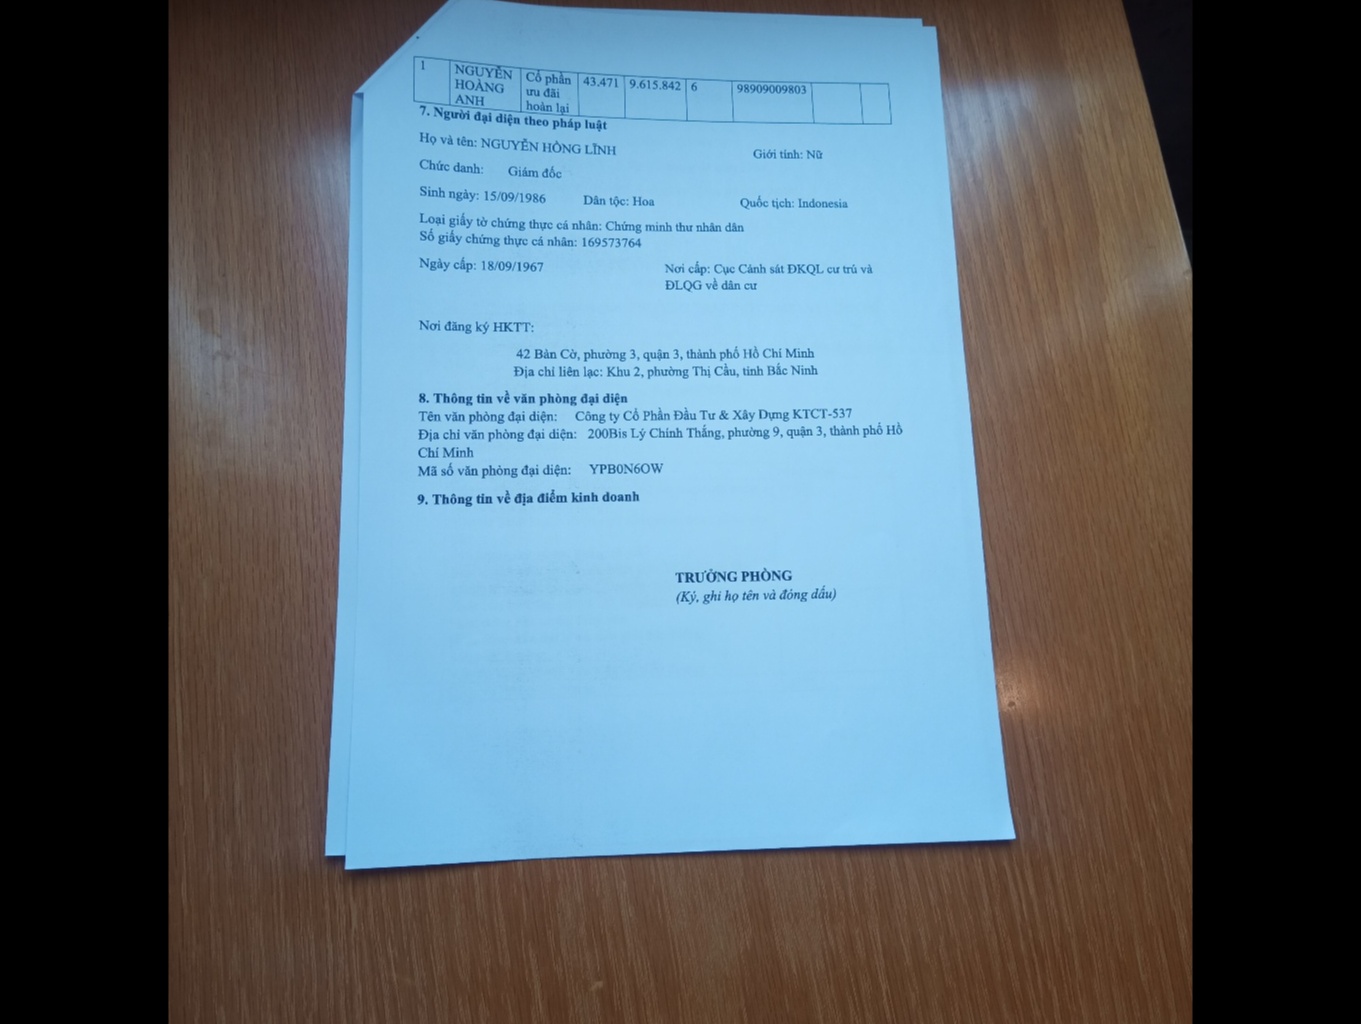 1 NGUYỄN Cổ phần 43.471 9.615.842 6 98909009803
HOÀNG ưu đãi
ANH hoàn lại
7. Người đại diện theo pháp luật
Họ và tên: NGUYỄN HỒNG LĨNH Giới tính: Nữ
Chức danh: Giám đốc
Sinh ngày: 15/09/1986 Dân tộc: Hoa Quốc tịch: Indonesia
Loại giấy tờ chứng thực cá nhân: Chứng minh thư nhân dân
Số giấy chứng thực cá nhân: 169573764
Ngày cấp: 18/09/1967 Nơi cấp: Cục Cảnh sát ĐKQL cư trú và
ĐLQG về dân cư
Nơi đăng ký HKTT:
42 Bàn Cờ, phường 3, quận 3, thành phố Hồ Chí Minh
Địa chỉ liên lạc: Khu 2, phường Thị Cầu, tỉnh Bắc Ninh
8. Thông tin về văn phòng đại diện
Tên văn phòng đại diện: Công ty Cổ Phần Đầu Tư & Xây Dựng KTCT-537
Địa chỉ văn phòng đại diện: 200Bis Lý Chính Thắng, phường 9, quận 3, thành phố Hồ
Chí Minh
Mã số văn phòng đại diện: YPB0N6OW
9. Thông tin về địa điểm kinh doanh
TRƯỞNG PHÒNG
(Ký, ghi họ tên và đóng dấu)